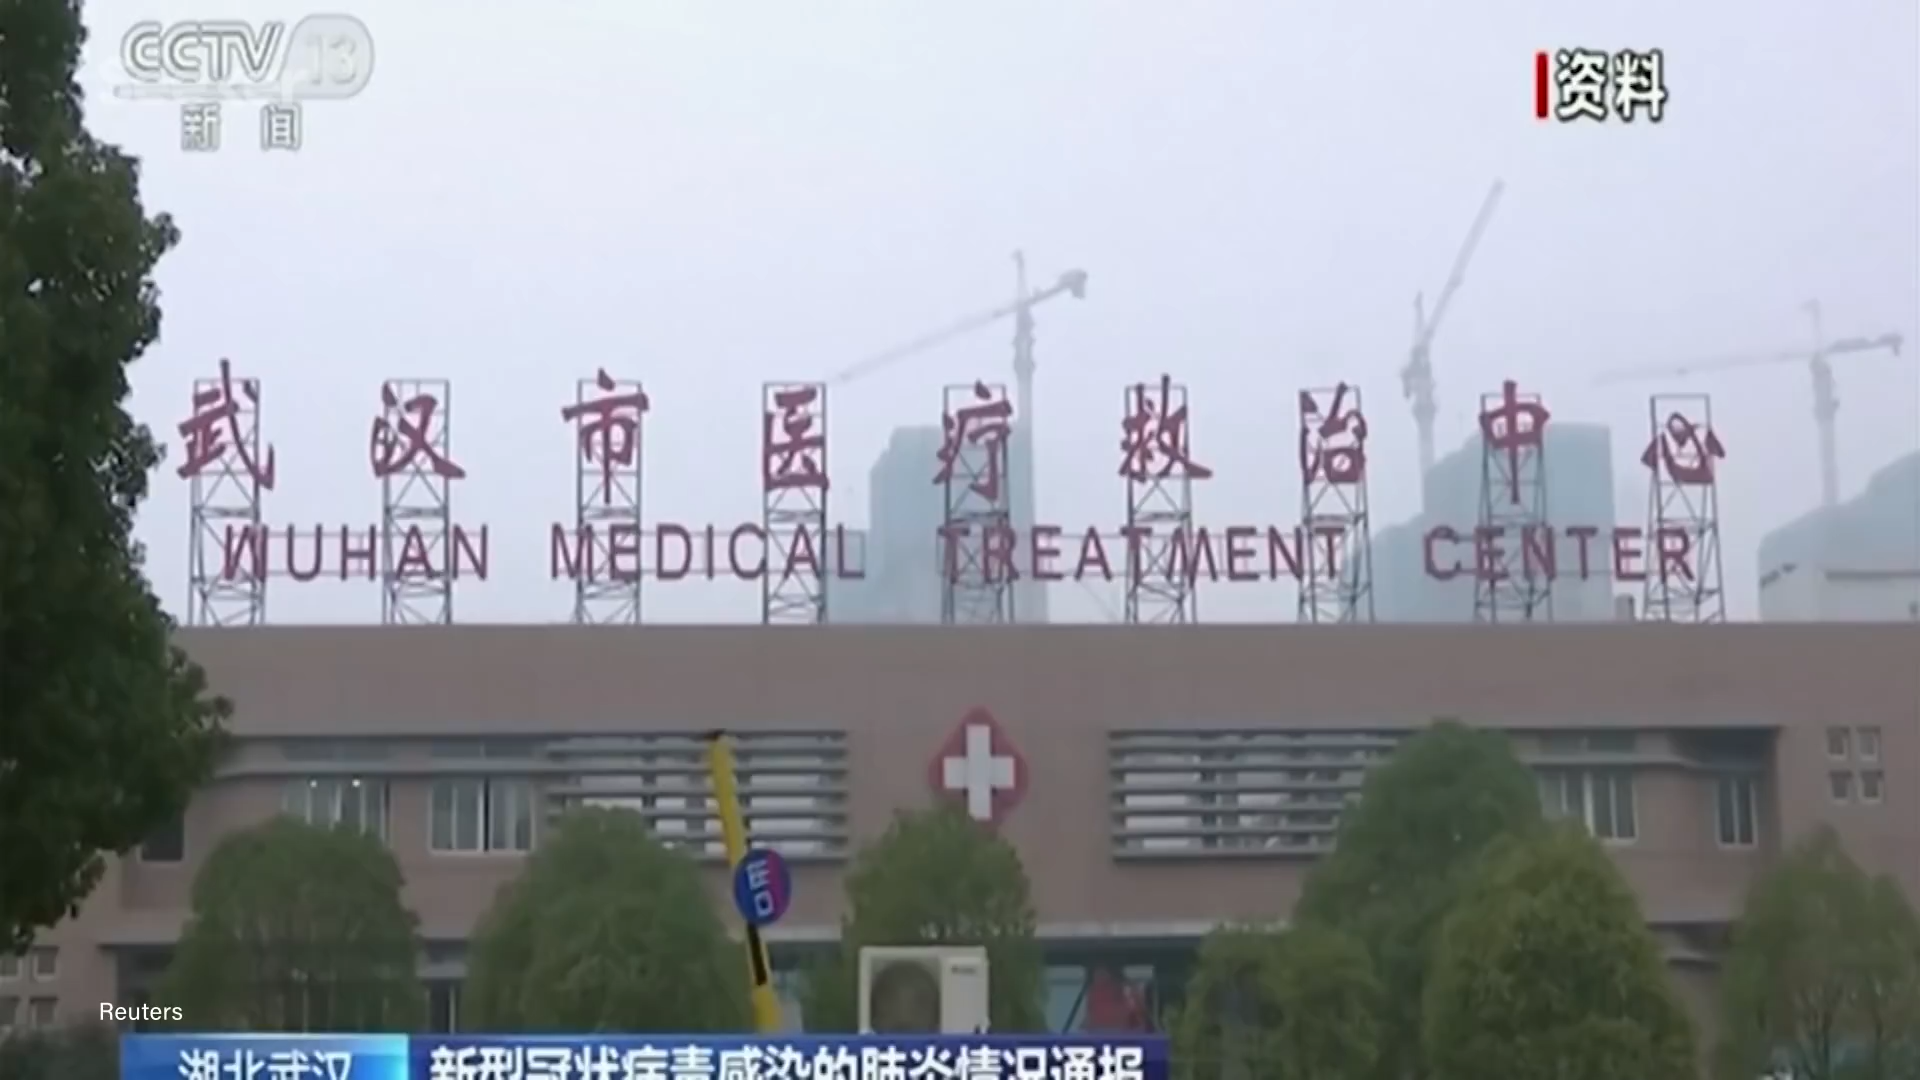 CCTV 13
新闻
资料
武汉市医疗救治中心
WUHAN MEDICAL TREATMENT CENTER
Reuters
湖北武汉
新型冠状病毒感染的肺炎情况通报